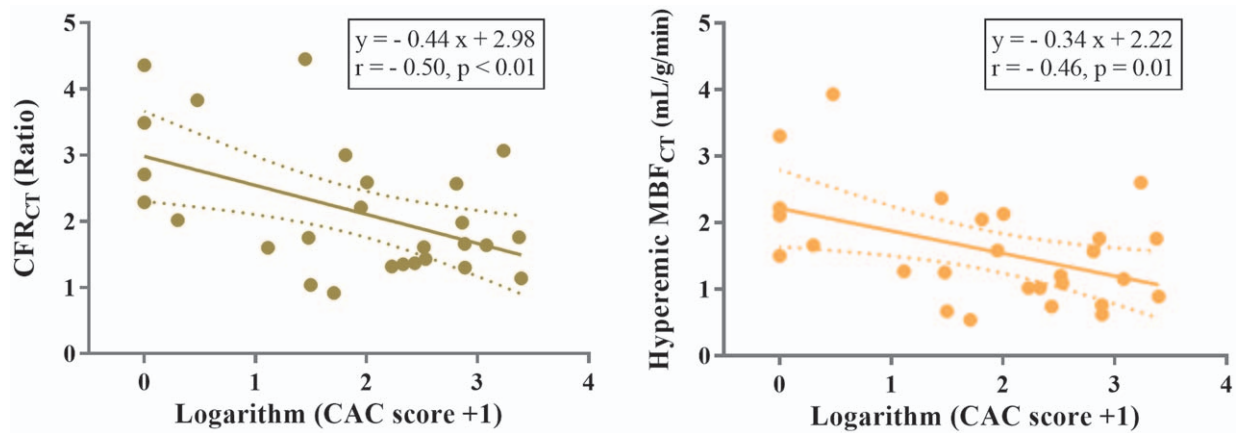 y = - 0.44 x + 2.98
r = - 0.50, p < 0.01
CFRCT (Ratio)
5
4
3
2
1
0
0 1 2 3 4
Logarithm (CAC score +1)
y = - 0.34 x + 2.22
r = - 0.46, p = 0.01
Hyperemic MBFCT (mL/g/min)
5
4
3
2
1
0
0 1 2 3 4
Logarithm (CAC score +1)